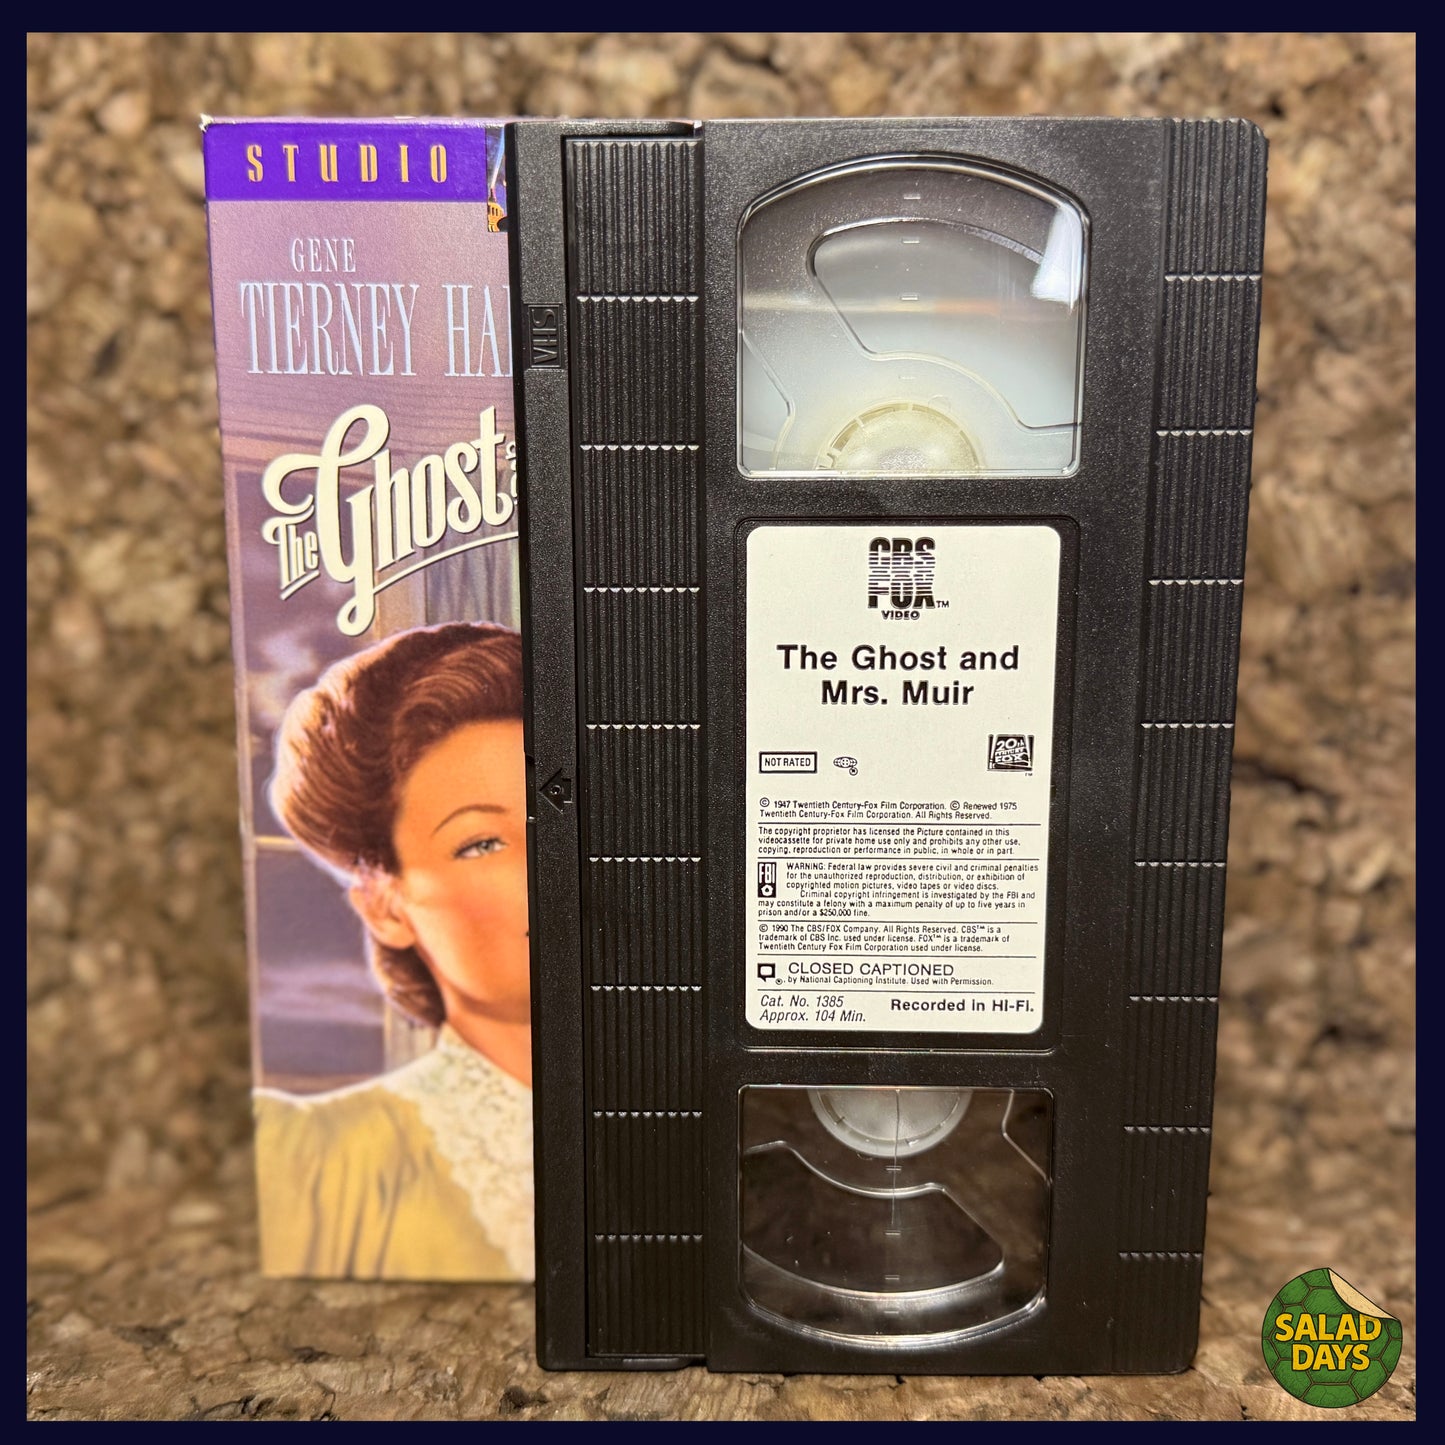 STUDIO
GENE
TIERNEY
The Ghost
VHS
CBS
FOX™
VIDEO
The Ghost and
Mrs. Muir
NOT RATED
20th
CENTURY
FOX
™
© 1947 Twentieth Century-Fox Film Corporation. © Renewed 1975
Twentieth Century-Fox Film Corporation. All Rights Reserved.
The copyright proprietor has licensed the Picture contained in this
videocassette for private home use only and prohibits any other use,
copying, reproduction or performance in public, in whole or in part.
FBI
WARNING: Federal law provides severe civil and criminal penalties
for the unauthorized reproduction, distribution, or exhibition of
copyrighted motion pictures, video tapes or video discs.
Criminal copyright infringement is investigated by the FBI and
may constitute a felony with a maximum penalty of up to five years in
prison and/or a $250,000 fine.
© 1990 The CBS/FOX Company. All Rights Reserved. CBS™ is a
trademark of CBS Inc. used under license. FOX™ is a trademark of
Twentieth Century Fox Film Corporation used under license.
CLOSED CAPTIONED
®. by National Captioning Institute. Used with Permission.
Cat. No. 1385
Approx. 104 Min.
Recorded in HI-FI.
SALAD
DAYS